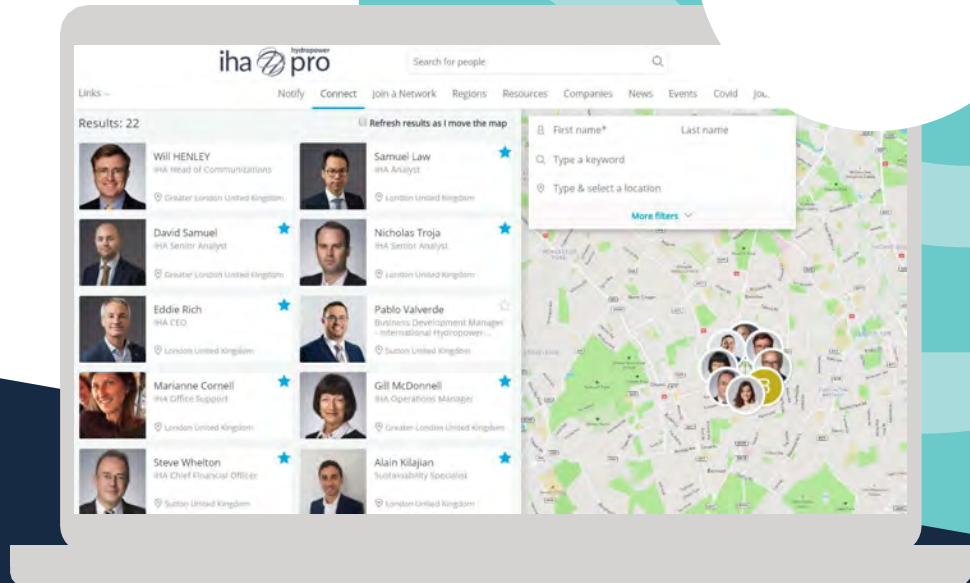 iha hydropower pro
Search for people
Links
Notify Connect Join a Network Regions Resources Companies News Events Covid
Results: 22
Refresh results as I move the map
Will HENLEY
IHA Head of Communications
Greater London United Kingdom
Samuel Law
IHA Analyst
London United Kingdom
David Samuel
IHA Senior Analyst
Greater London United Kingdom
Nicholas Troja
IHA Senior Analyst
London United Kingdom
Eddie Rich
IHA CEO
London United Kingdom
Pablo Valverde
Business Development Manager
- International Hydropower...
Sutton United Kingdom
Marianne Cornell
IHA Office Support
London United Kingdom
Gill McDonnell
IHA Operations Manager
Greater London United Kingdom
Steve Whelton
IHA Chief Financial Officer
Sutton United Kingdom
Alain Kilajian
Sustainability Specialist
London United Kingdom
First name* Last name
Type a keyword
Type & select a location
More filters